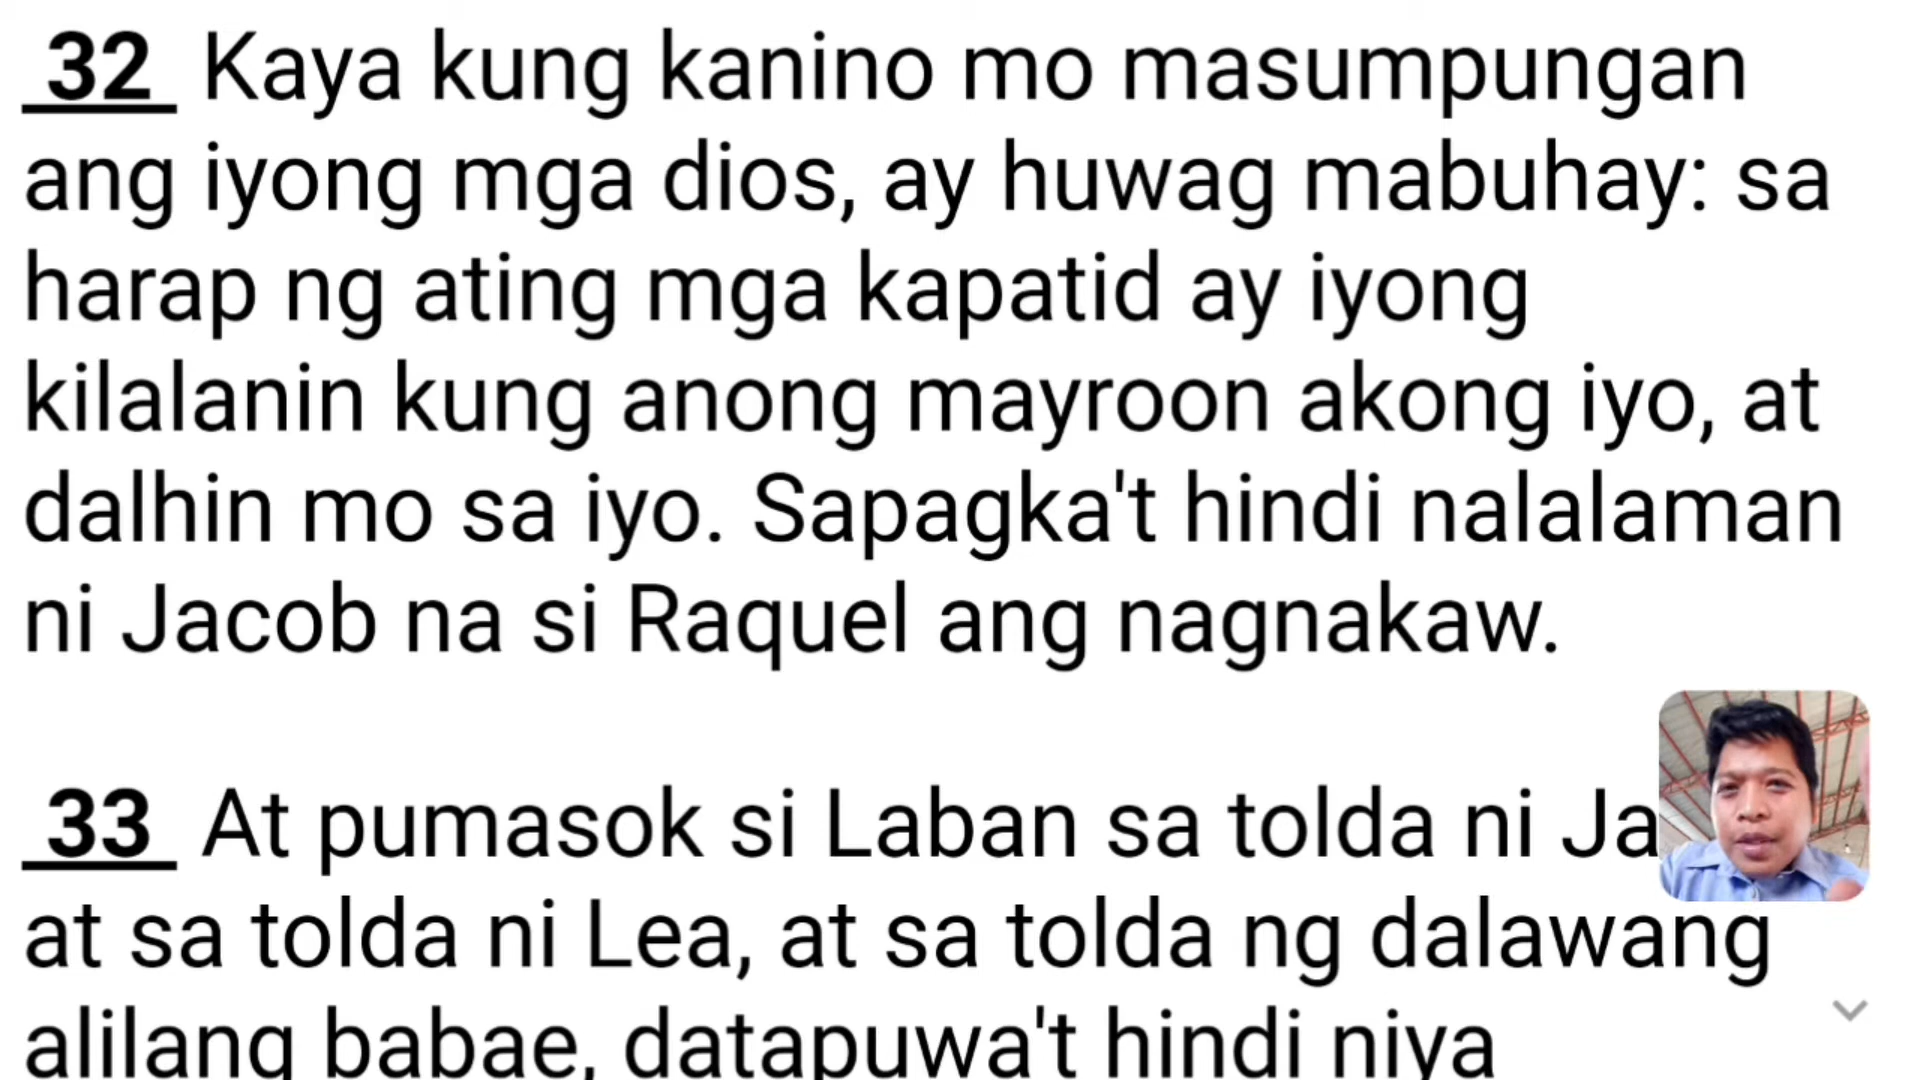 32 Kaya kung kanino mo masumpungan
ang iyong mga dios, ay huwag mabuhay: sa
harap ng ating mga kapatid ay iyong
kilalanin kung anong mayroon akong iyo, at
dalhin mo sa iyo. Sapagka't hindi nalalaman
ni Jacob na si Raquel ang nagnakaw.
33 At pumasok si Laban sa tolda ni
at sa tolda ni Lea, at sa tolda ng dalawang
alilang babae, datapuwa't hindi niya